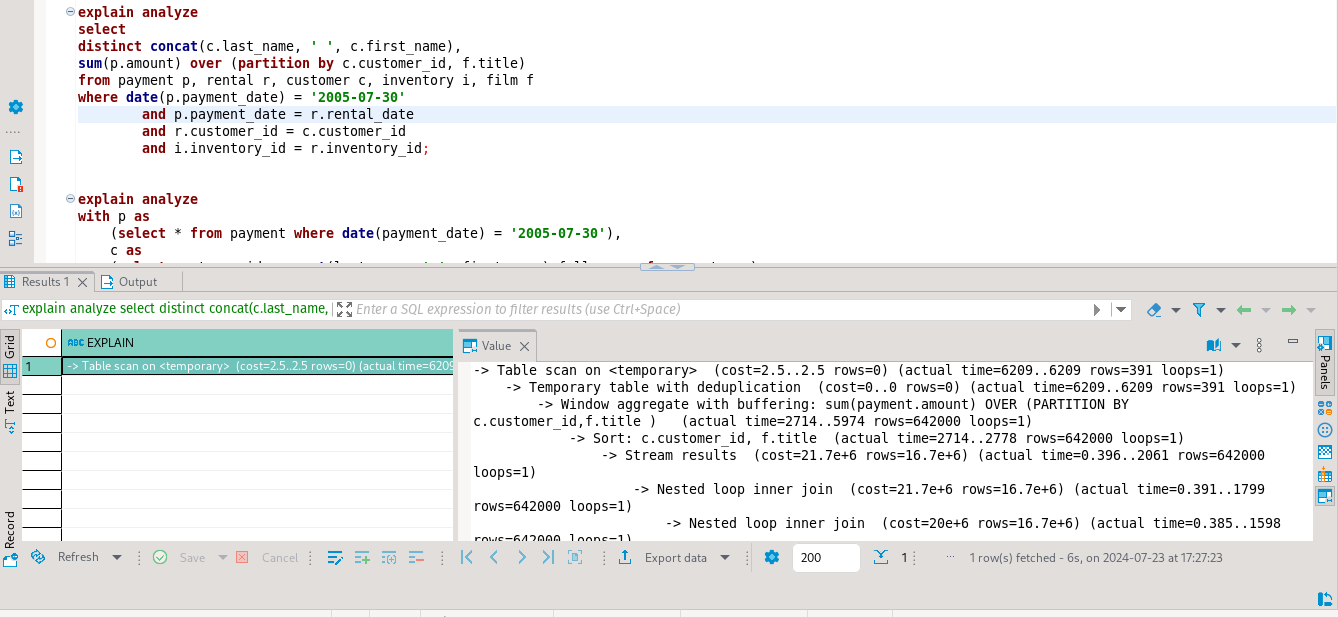 explain analyze
select
distinct concat(c.last_name, ' ', c.first_name),
sum(p.amount) over (partition by c.customer_id, f.title)
from payment p, rental r, customer c, inventory i, film f
where date(p.payment_date) = '2005-07-30'
and p.payment_date = r.rental_date
and r.customer_id = c.customer_id
and i.inventory_id = r.inventory_id;
explain analyze
with p as
(select * from payment where date(payment_date) = '2005-07-30'),
c as
Results 1
Output
explain analyze select distinct concat(c.last_name,
Enter a SQL expression to filter results (use Ctrl+Space)
Grid
Text
Record
ABC EXPLAIN
1
-> Table scan on <temporary> (cost=2.5..2.5 rows=0) (actual time=6209
Value
-> Table scan on <temporary> (cost=2.5..2.5 rows=0) (actual time=6209..6209 rows=391 loops=1)
-> Temporary table with deduplication (cost=0..0 rows=0) (actual time=6209..6209 rows=391 loops=1)
-> Window aggregate with buffering: sum(payment.amount) OVER (PARTITION BY
c.customer_id,f.title ) (actual time=2714..5974 rows=642000 loops=1)
-> Sort: c.customer_id, f.title (actual time=2714..2778 rows=642000 loops=1)
-> Stream results (cost=21.7e+6 rows=16.7e+6) (actual time=0.396..2061 rows=642000
loops=1)
-> Nested loop inner join (cost=21.7e+6 rows=16.7e+6) (actual time=0.391..1799
rows=642000 loops=1)
-> Nested loop inner join (cost=20e+6 rows=16.7e+6) (actual time=0.385..1598
rows=642000 loops=1)
Panels
Refresh
Save
Cancel
Export data
200
1
1 row(s) fetched - 6s, on 2024-07-23 at 17:27:23